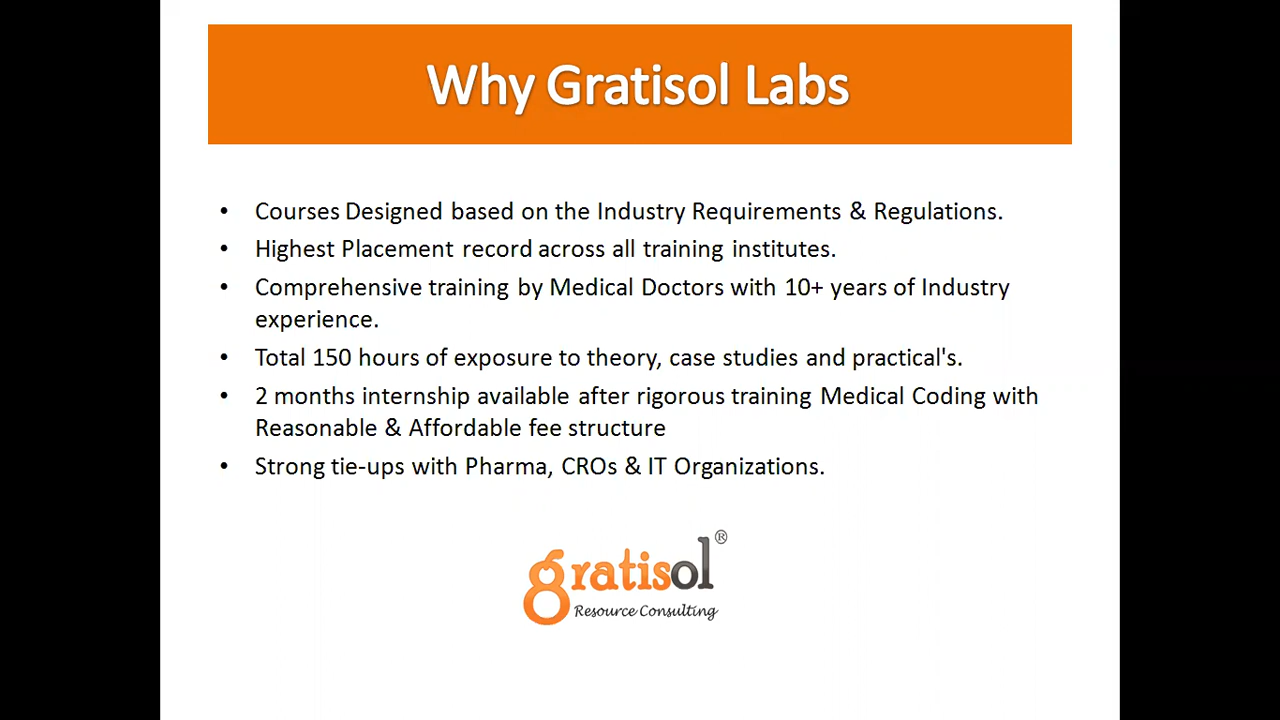 Why Gratisol Labs
• Courses Designed based on the Industry Requirements & Regulations.
• Highest Placement record across all training institutes.
• Comprehensive training by Medical Doctors with 10+ years of Industry
experience.
• Total 150 hours of exposure to theory, case studies and practical's.
• 2 months internship available after rigorous training Medical Coding with
Reasonable & Affordable fee structure
• Strong tie-ups with Pharma, CROs & IT Organizations.
gratisol®
Resource Consulting